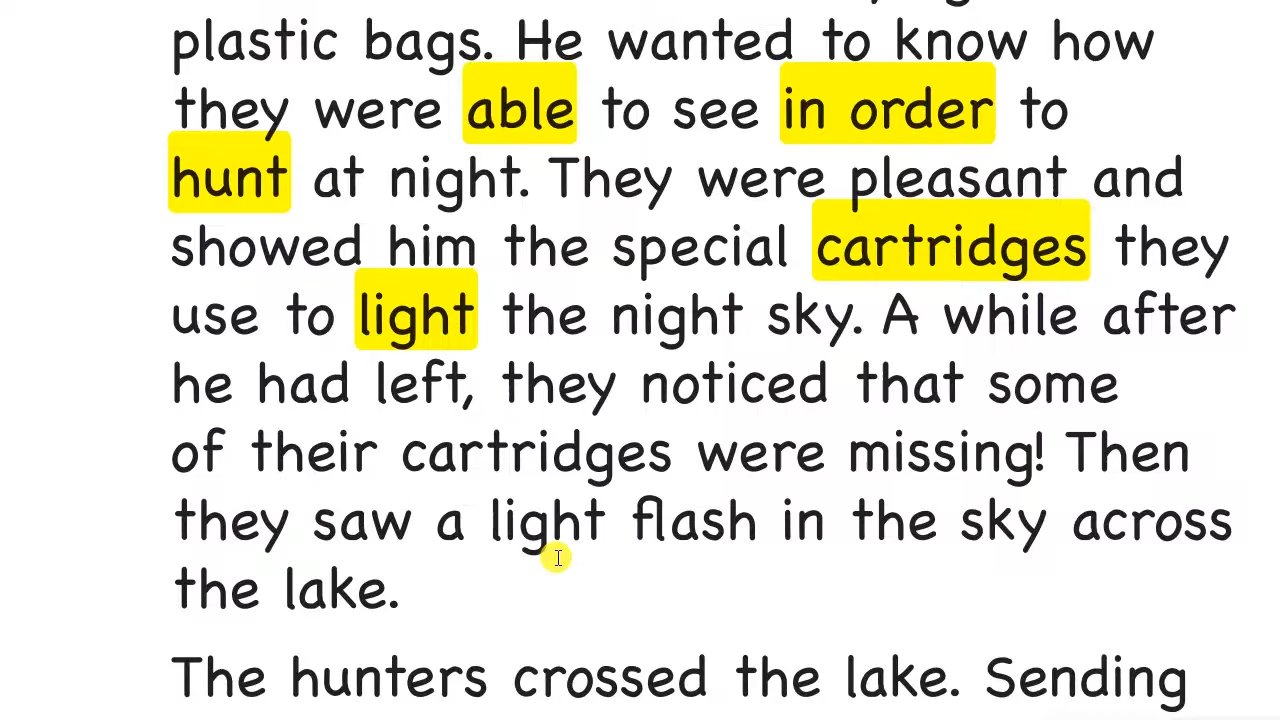 plastic bags. He wanted to know how
they were able to see in order to
hunt at night. They were pleasant and
showed him the special cartridges they
use to light the night sky. A while after
he had left, they noticed that some
of their cartridges were missing! Then
they saw a light flash in the sky across
the lake.
The hunters crossed the lake. Sending